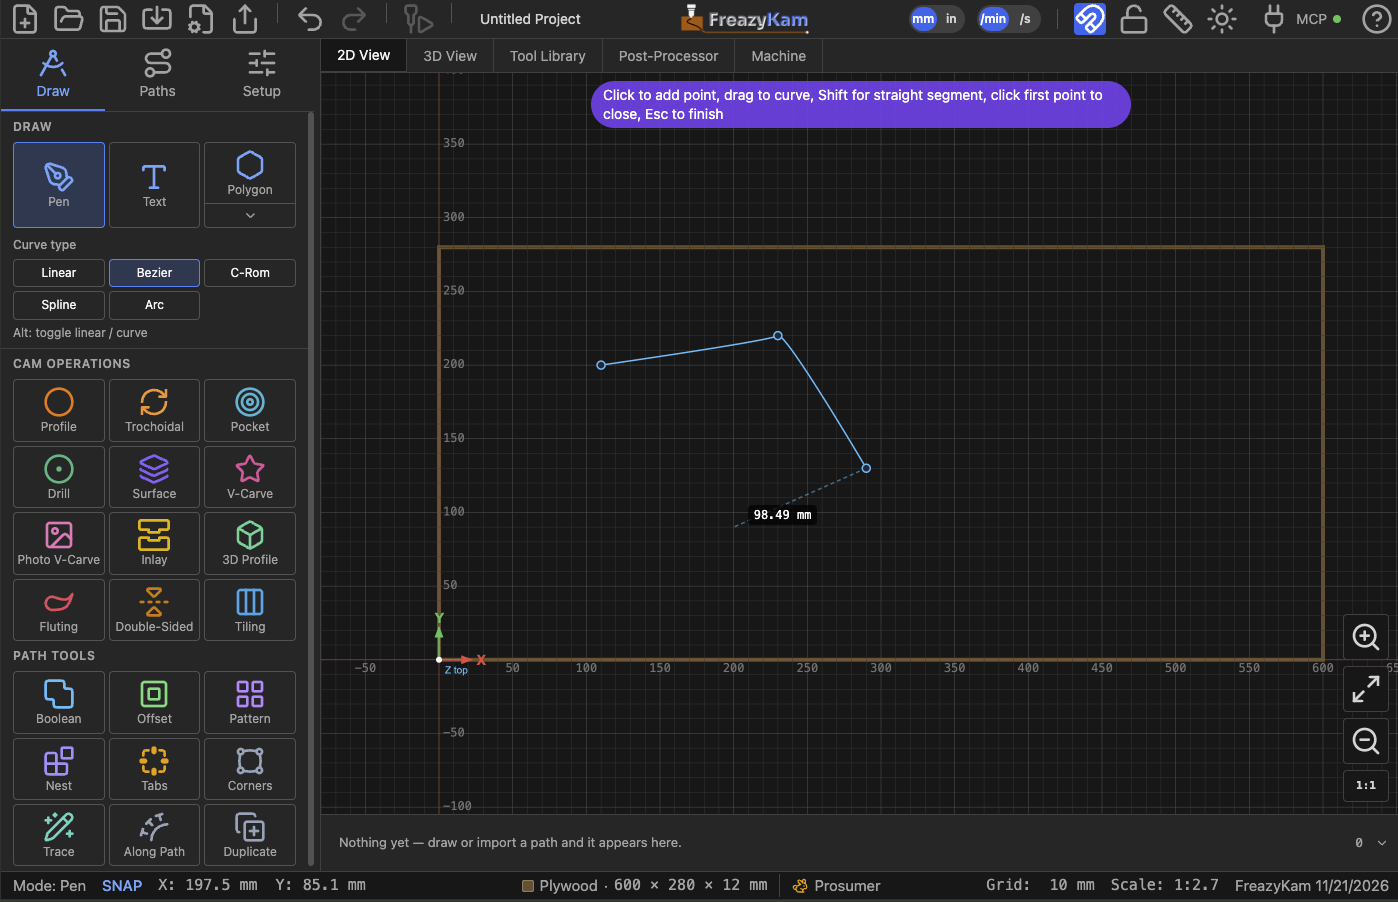 Untitled Project
FreazyKam
mm in
/min /s
MCP
Draw
Paths
Setup
2D View
3D View
Tool Library
Post-Processor
Machine
Click to add point, drag to curve, Shift for straight segment, click first point to
close, Esc to finish
DRAW
Pen
Text
Polygon
Curve type
Linear
Bezier
C-Rom
Spline
Arc
Alt: toggle linear / curve
CAM OPERATIONS
Profile
Trochoidal
Pocket
Drill
Surface
V-Carve
Photo V-Carve
Inlay
3D Profile
Fluting
Double-Sided
Tiling
PATH TOOLS
Boolean
Offset
Pattern
Nest
Tabs
Corners
Trace
Along Path
Duplicate
350
300
250
200
150
100
50
−50
−100
98.49 mm
Y
X
Z top
−50 50 100 150 200 250 300 350 400 450 500 550 600
1:1
Nothing yet — draw or import a path and it appears here.
0
Mode: Pen SNAP X: 197.5 mm Y: 85.1 mm
Plywood · 600 × 280 × 12 mm
Prosumer
Grid: 10 mm Scale: 1:2.7 FreazyKam 11/21/2026